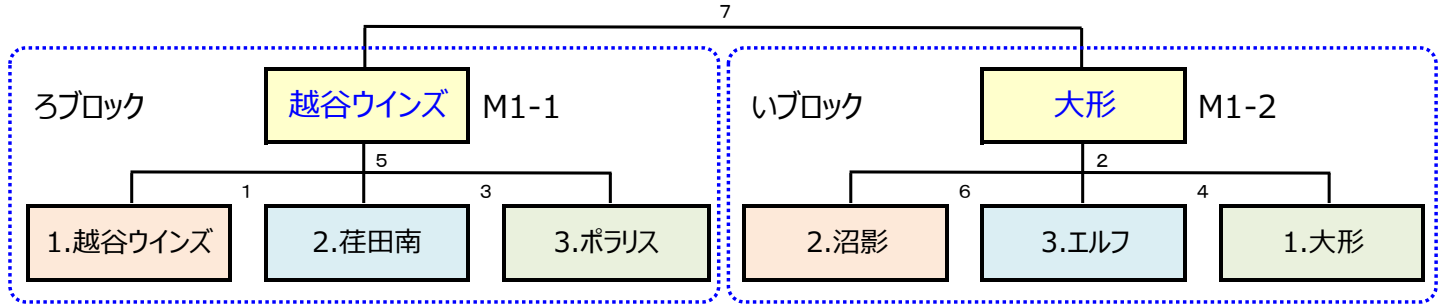 7
ろブロック
越谷ウインズ
M1-1
5
1
3
1.越谷ウインズ
2.荏田南
3.ポラリス
いブロック
大形
M1-2
2
6
4
2.沼影
3.エルフ
1.大形